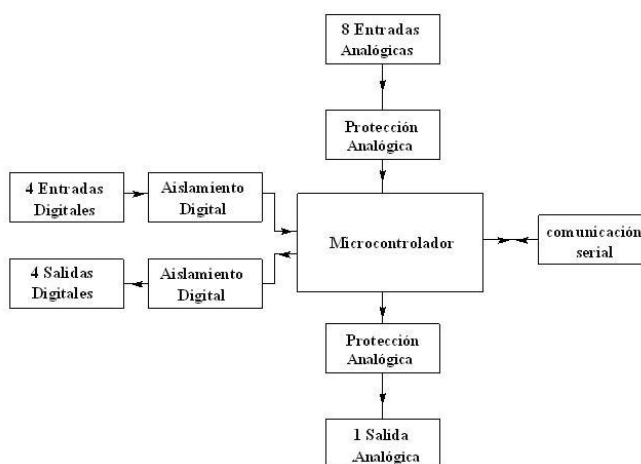 8 Entradas
Analógicas
Protección
Analógica
4 Entradas
Digitales
Aislamiento
Digital
Microcontrolador
comunicación
serial
4 Salidas
Digitales
Aislamiento
Digital
Protección
Analógica
1 Salida
.Analógica